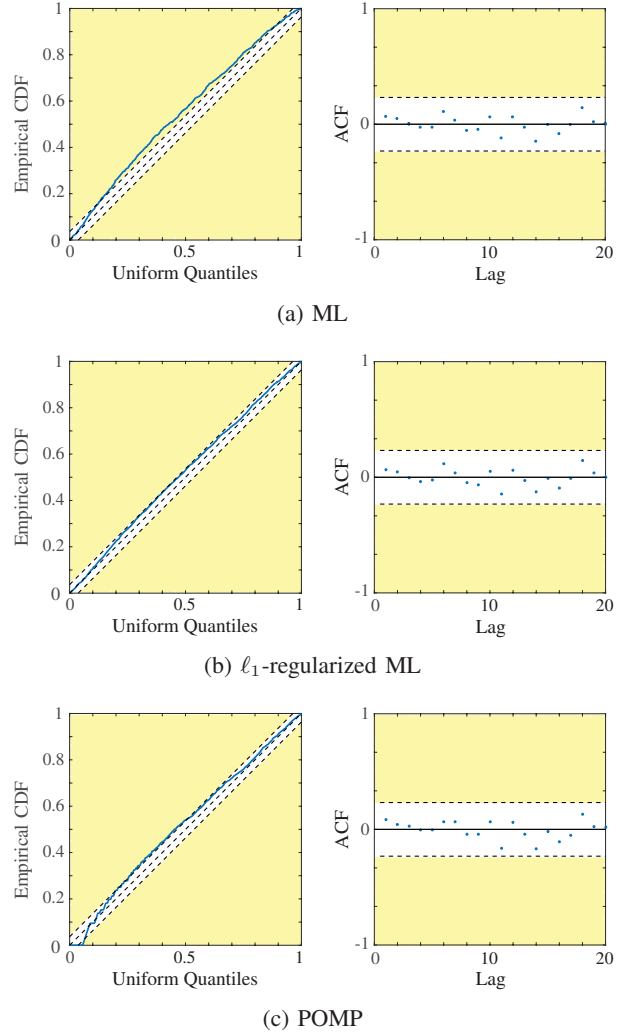 1
0.8
0.6
0.4
0.2
0
Empirical CDF
0 0.5 1
Uniform Quantiles
1
0
-1
ACF
0 10 20
Lag
(a) ML
1
0.8
0.6
0.4
0.2
0
Empirical CDF
0 0.5 1
Uniform Quantiles
1
0
-1
ACF
0 10 20
Lag
(b) ℓ₁-regularized ML
1
0.8
0.6
0.4
0.2
0
Empirical CDF
0 0.5 1
Uniform Quantiles
1
0
-1
ACF
0 10 20
Lag
(c) POMP